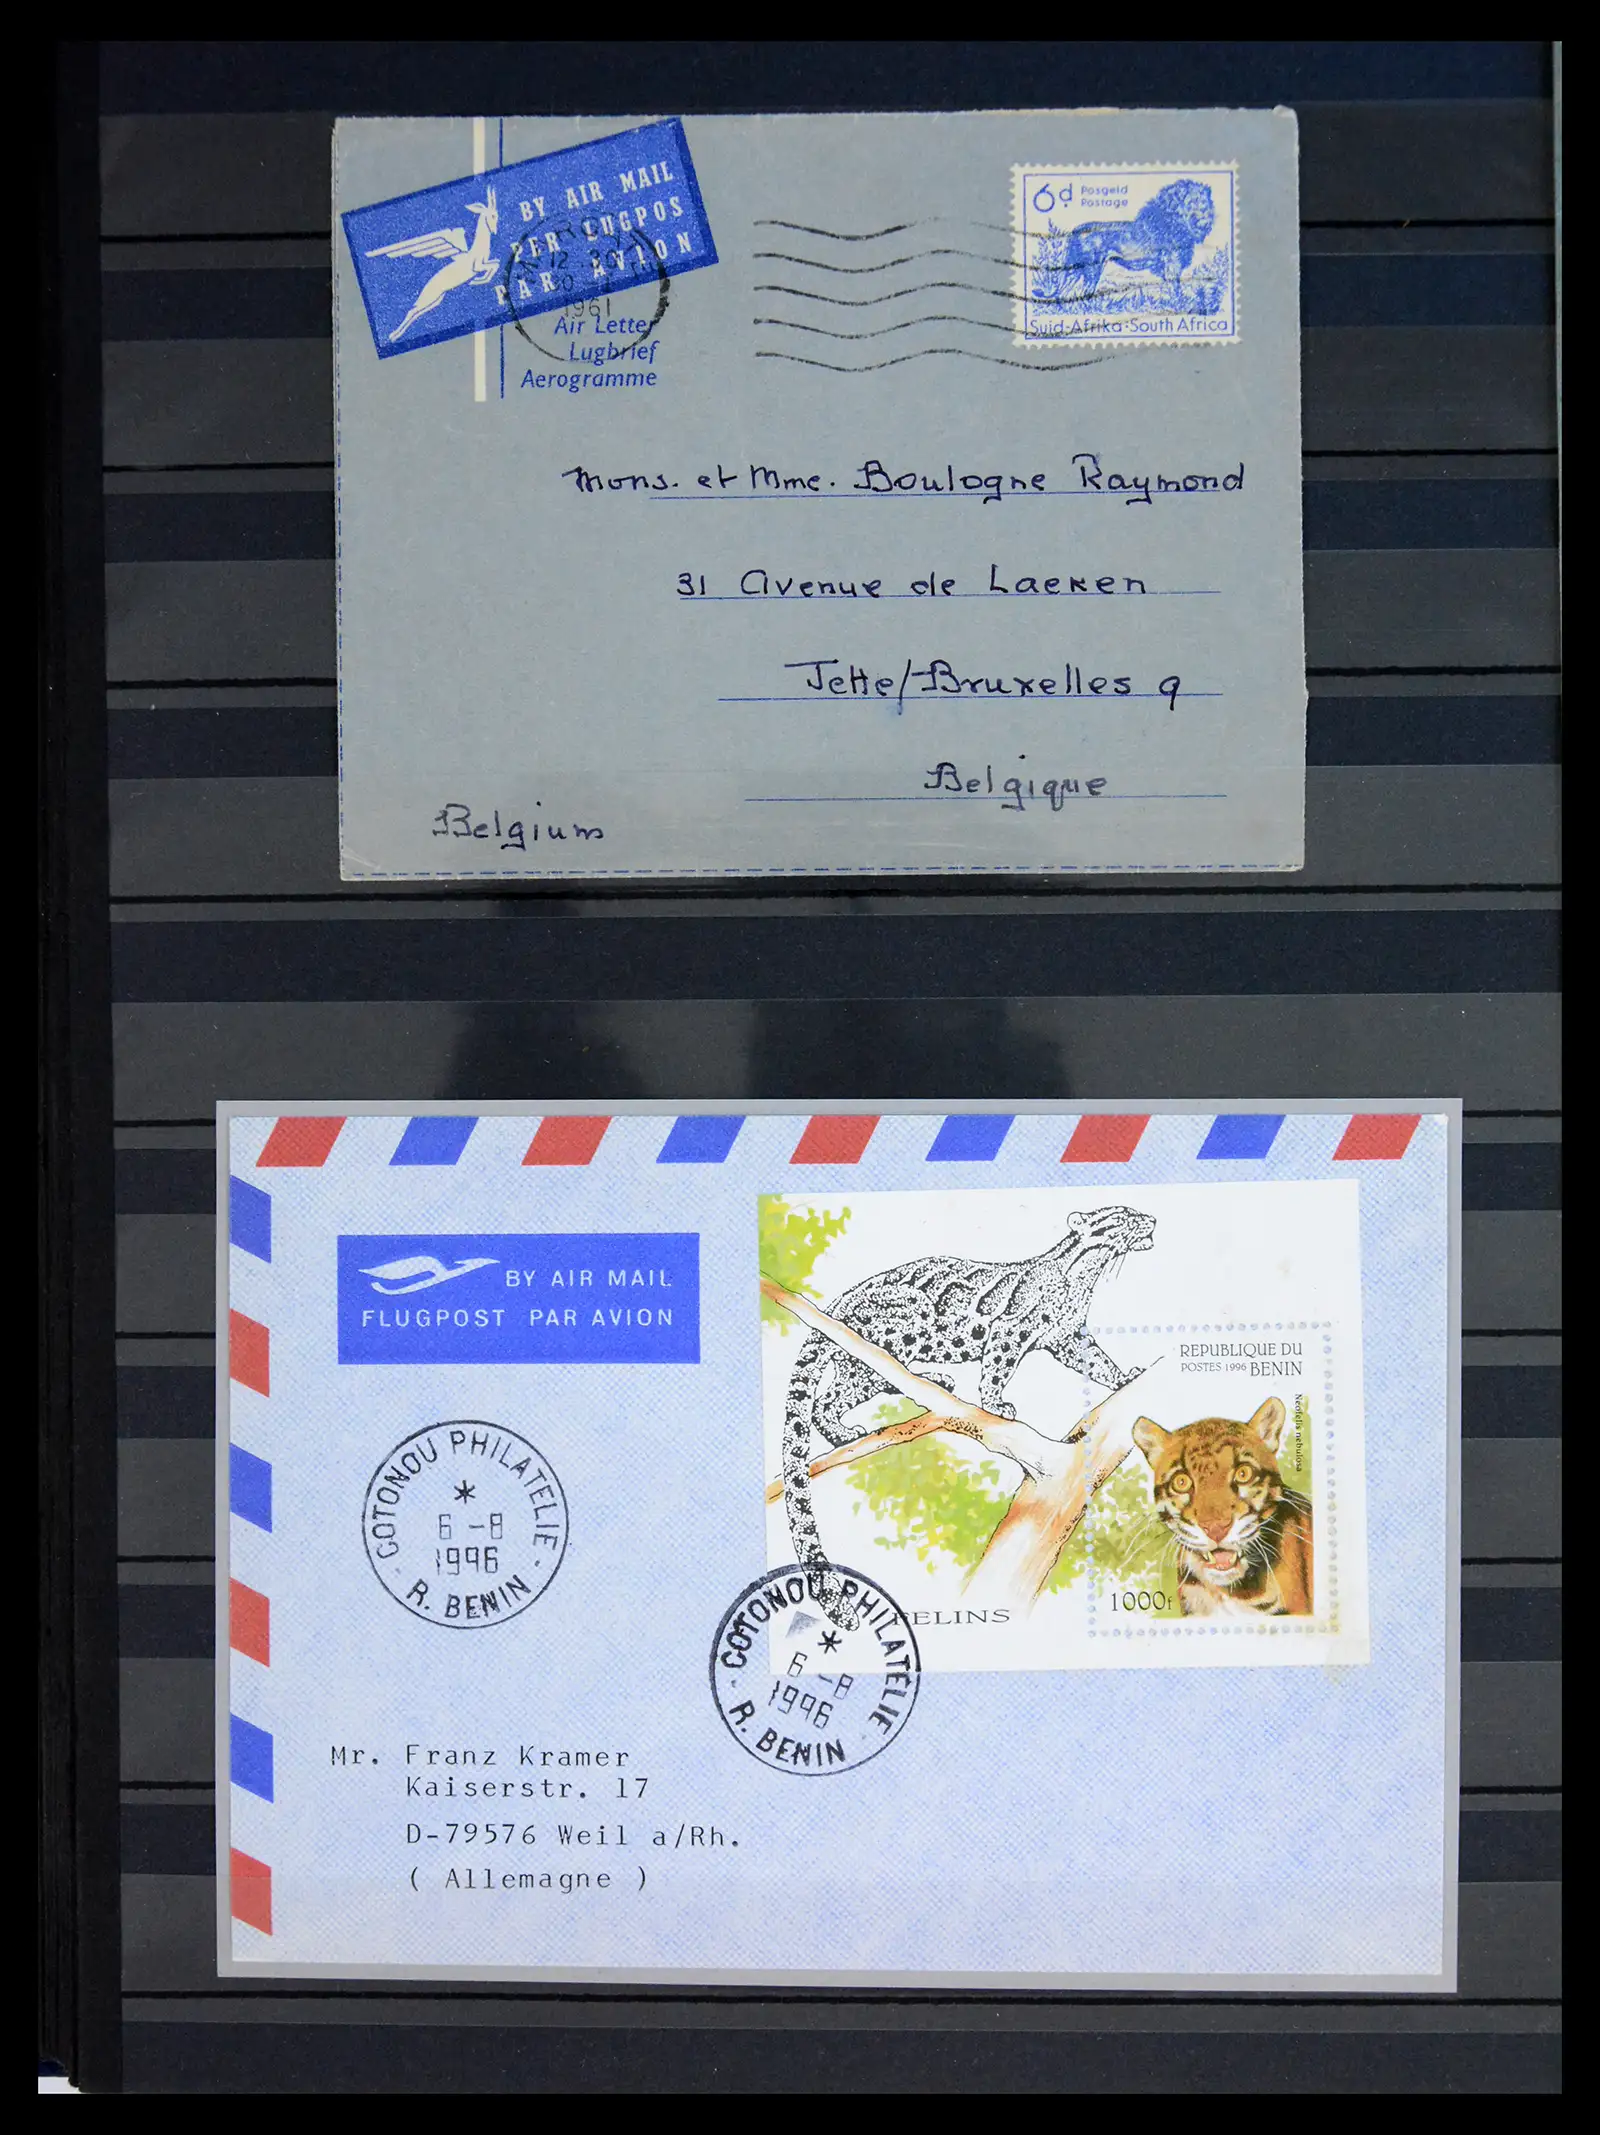 BY AIR MAIL
PER LUGPOS
PAR AVION
12.30
1961
Air Letter
Lugbrief
Aerogramme
6d Posgeld
Postage
Suid-Afrika·South Africa
Mons. et Mme. Boulogne Raymond
31 Avenue de Laeken
Jette/Bruxelles 9
Belgique
Belgium
BY AIR MAIL
FLUGPOST PAR AVION
REPUBLIQUE DU
POSTES 1996 BENIN
Neofelis nebulosa
1000f
FELINS
COTONOU PHILATELIE
6-8
1996
R. BENIN
COTONOU PHILATELIE
6-8
1996
R. BENIN
Mr. Franz Kramer
Kaiserstr. 17
D-79576 Weil a/Rh.
( Allemagne )